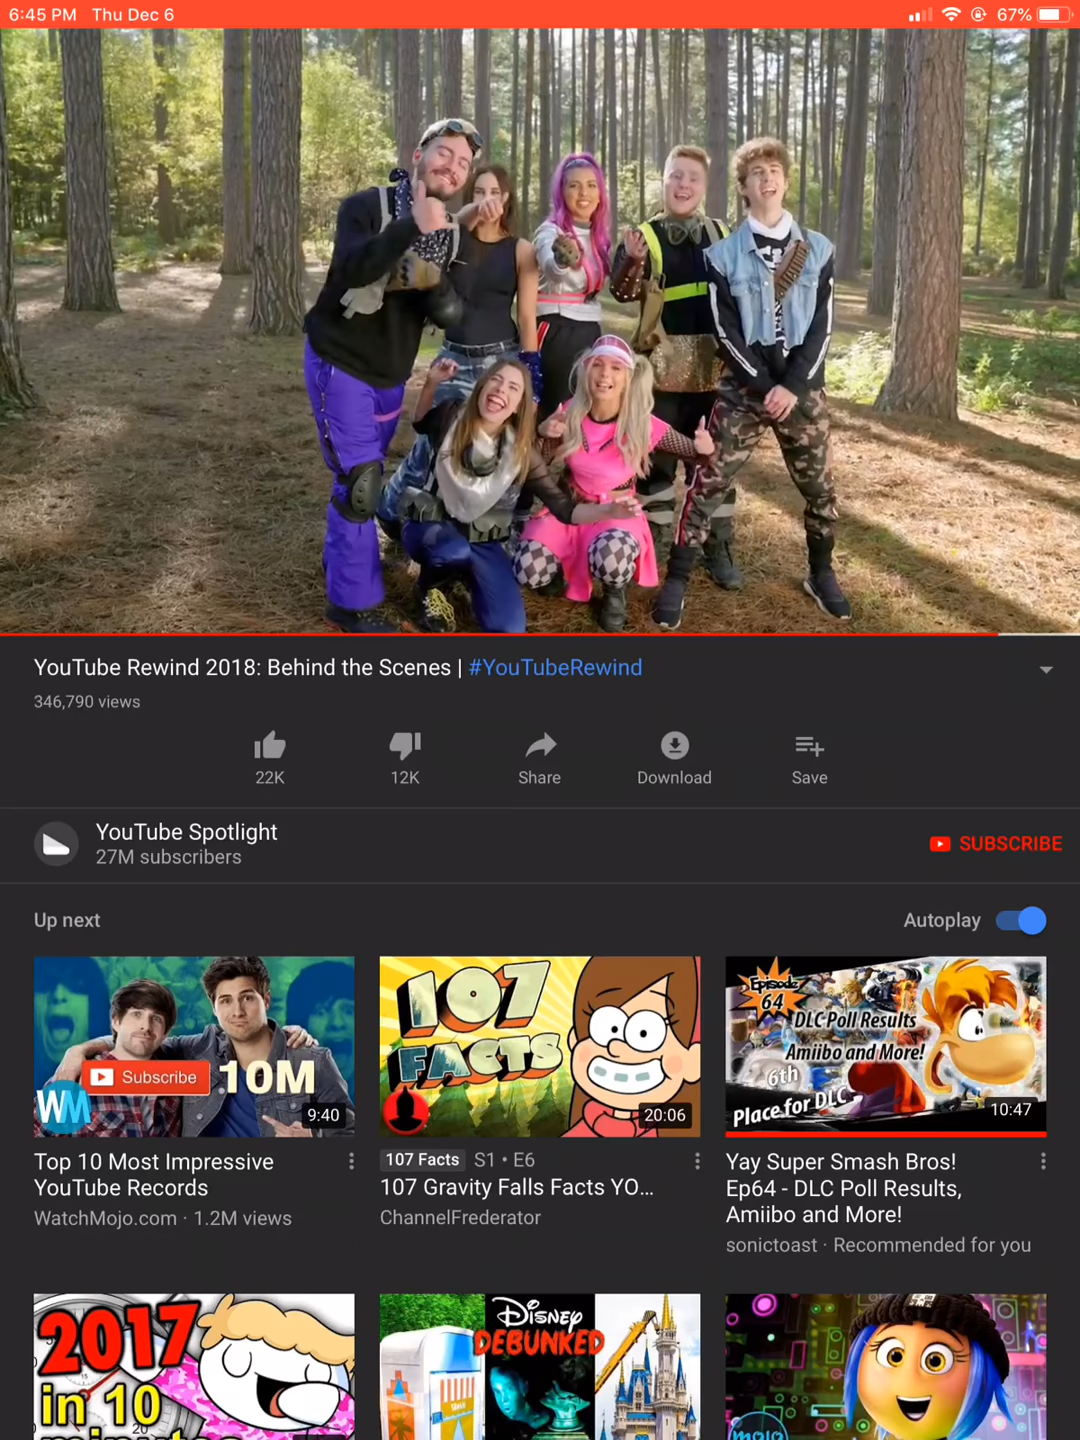 6:45 PM Thu Dec 6 67%
YouTube Rewind 2018: Behind the Scenes | #YouTubeRewind
346,790 views
22K 12K Share Download Save
YouTube Spotlight
27M subscribers
SUBSCRIBE
Up next Autoplay
Subscribe 10M
WM
9:40
Top 10 Most Impressive
YouTube Records
WatchMojo.com · 1.2M views
107
FACTS
20:06
107 Facts S1 • E6
107 Gravity Falls Facts YO...
ChannelFrederator
Episode
64
DLC Poll Results
Amiibo and More!
6th
Place for DLC
10:47
Yay Super Smash Bros!
Ep64 - DLC Poll Results,
Amiibo and More!
sonictoast · Recommended for you
2017
in 10
minutes
DISNEY
DEBUNKED
mojo